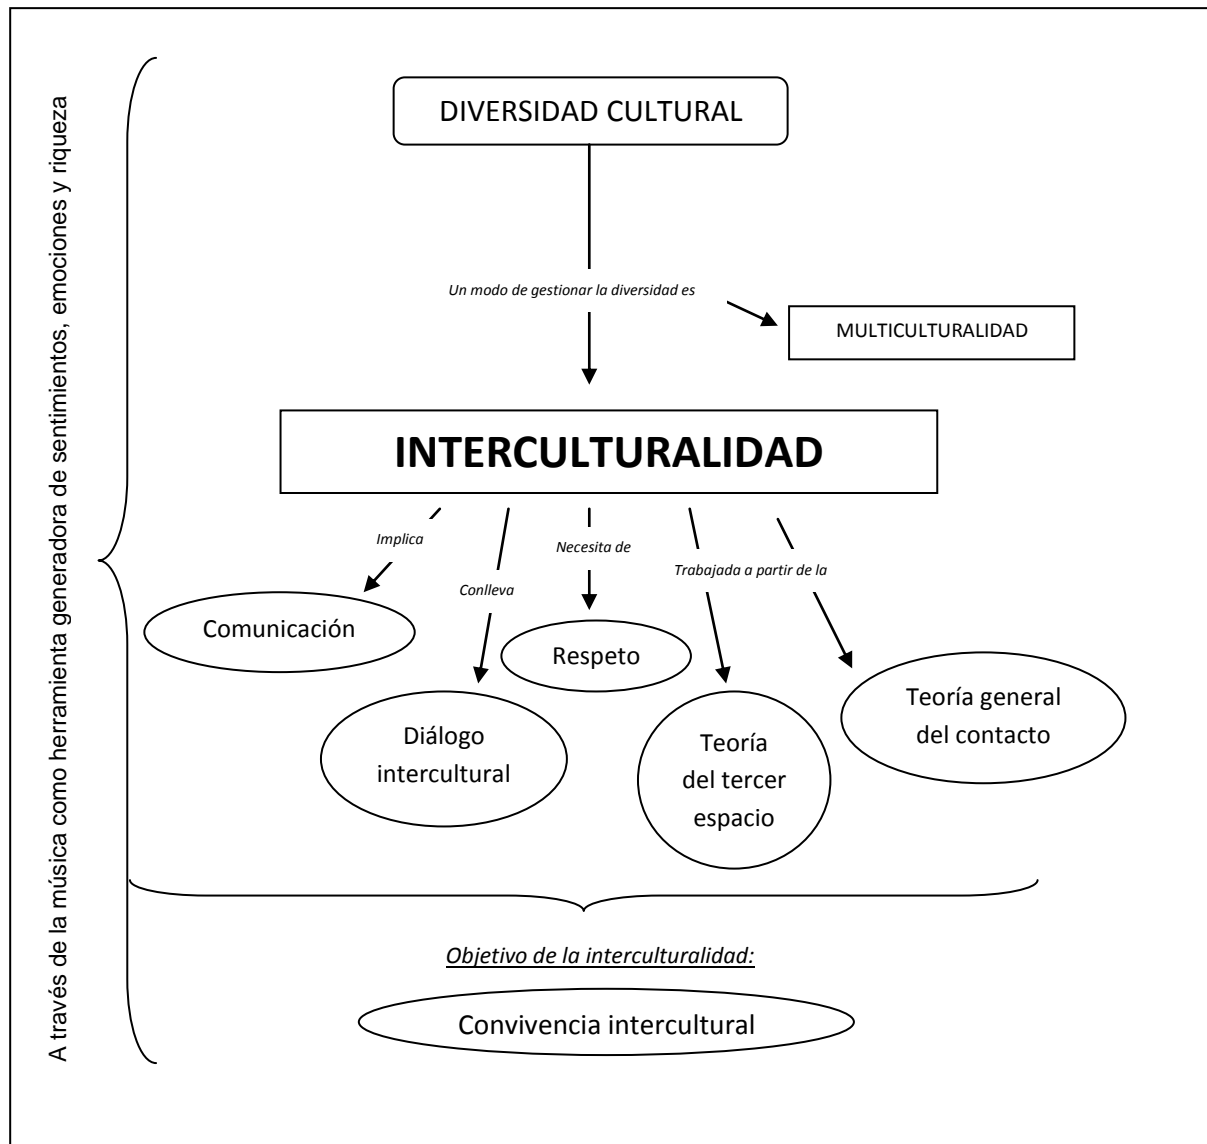 A través de la música como herramienta generadora de sentimientos, emociones y riqueza
DIVERSIDAD CULTURAL
Un modo de gestionar la diversidad es
MULTICULTURALIDAD
INTERCULTURALIDAD
Implica
Conlleva
Necesita de
Trabajada a partir de la
Comunicación
Diálogo
intercultural
Respeto
Teoría
del tercer
espacio
Teoría general
del contacto
Objetivo de la interculturalidad:
Convivencia intercultural